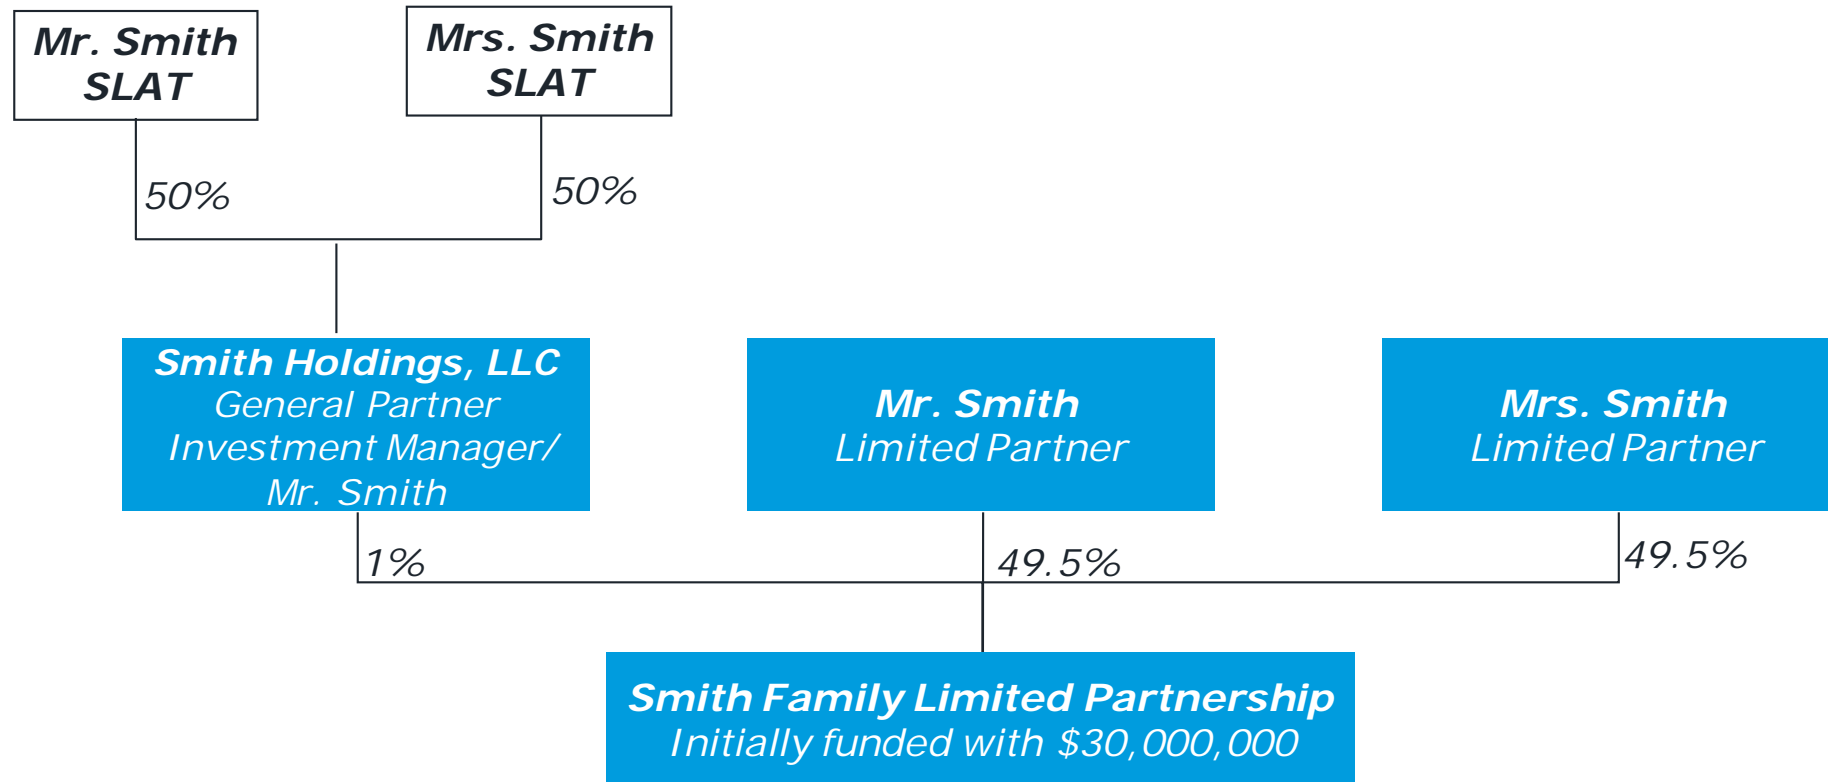 Mr. Smith
SLAT
Mrs. Smith
SLAT
50%
50%
Smith Holdings, LLC
General Partner
Investment Manager/
Mr. Smith
Mr. Smith
Limited Partner
Mrs. Smith
Limited Partner
1%
49.5%
49.5%
Smith Family Limited Partnership
Initially funded with $30,000,000